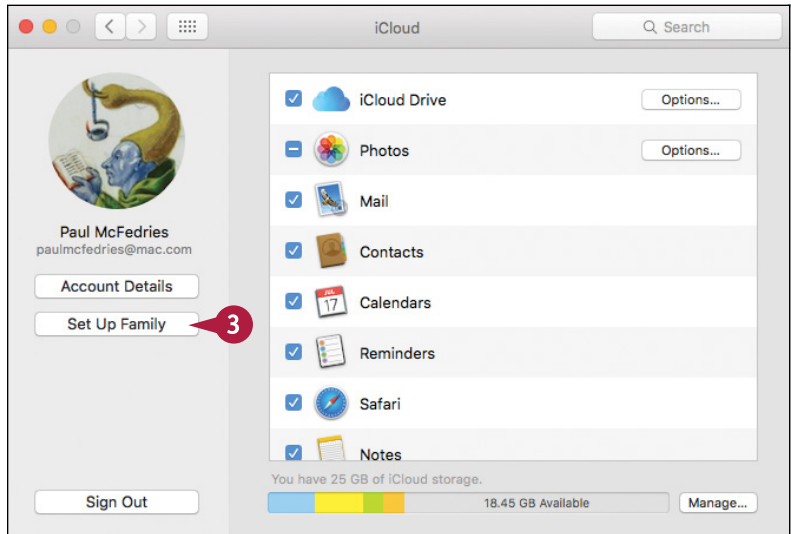 iCloud
Search
Paul McFedries
paulmcfedries@mac.com
Account Details
Set Up Family
3
Sign Out
iCloud Drive
Options...
Photos
Options...
Mail
Contacts
JUL
17
Calendars
Reminders
Safari
Notes
You have 25 GB of iCloud storage.
18.45 GB Available
Manage...